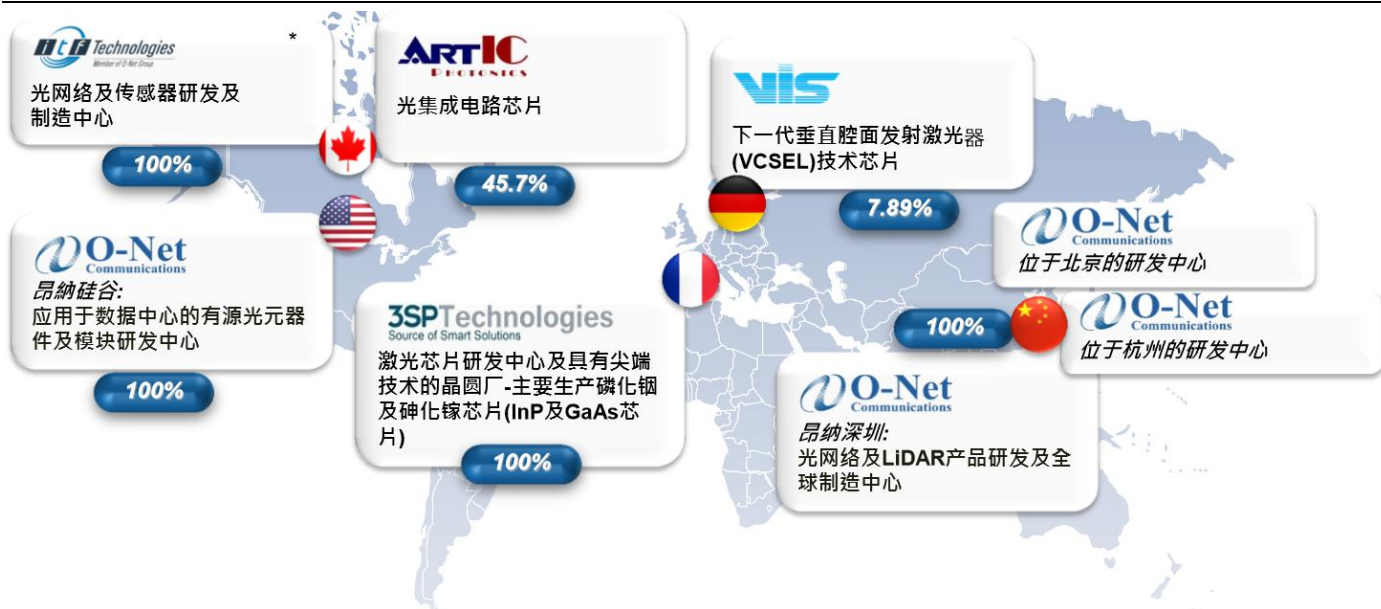 ITF Technologies
Member of O-Net Group
*
光网络及传感器研发及
制造中心
100%
ARTIC
PHOTONICS
光集成电路芯片
45.7%
VIS
下一代垂直腔面发射激光器
(VCSEL)技术芯片
7.89%
O-Net
Communications
昂納硅谷:
应用于数据中心的有源光元器
件及模块研发中心
100%
3SPTechnologies
Source of Smart Solutions
激光芯片研发中心及具有尖端
技术的晶圆厂-主要生产磷化铟
及砷化镓芯片(InP及GaAs芯
片)
100%
O-Net
Communications
位于北京的研发中心
100%
O-Net
Communications
位于杭州的研发中心
O-Net
Communications
昂纳深圳:
光网络及LiDAR产品研发及全
球制造中心